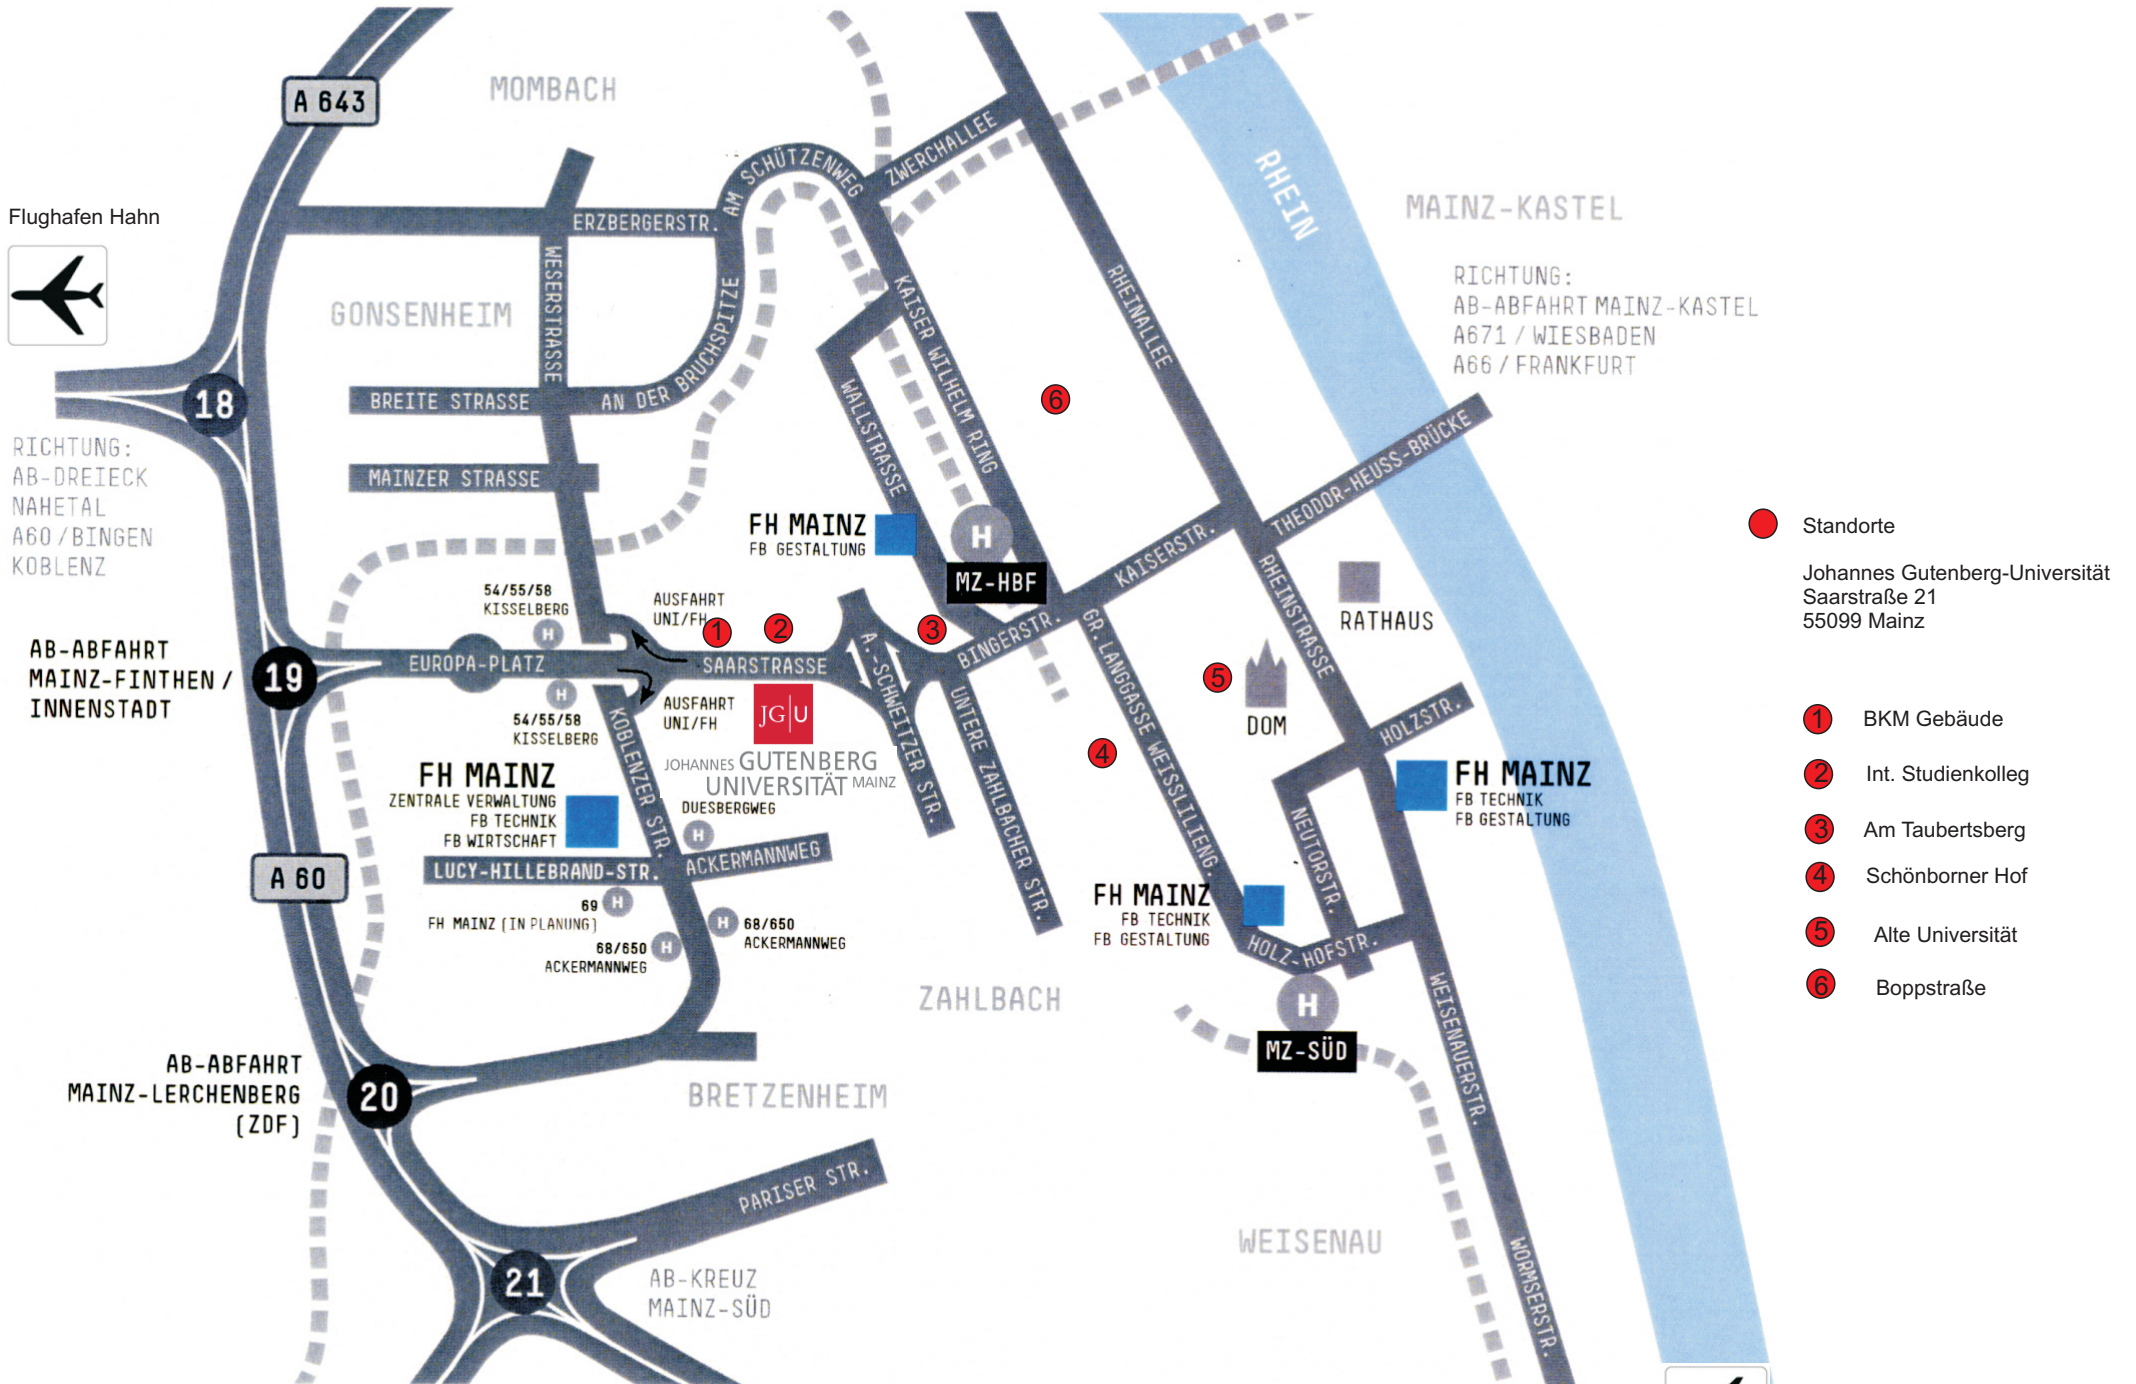 A 643
MOMBACH
Flughafen Hahn
ERZBERGERSTR.
AM SCHÜTZENWEG
ZWERCHALLEE
RHEIN
MAINZ-KASTEL
RICHTUNG:
AB-ABFAHRT MAINZ-KASTEL
A671 / WIESBADEN
A66 / FRANKFURT
GONSENHEIM
WESERSTRASSE
AN DER BRUCHSPITZE
BREITE STRASSE
MAINZER STRASSE
KAISER WILHELM RING
WALLSTRASSE
RHEINALLEE
6
18
RICHTUNG:
AB-DREIECK
NAHETAL
A60 / BINGEN
KOBLENZ
THEODOR-HEUSS-BRÜCKE
KAISERSTR.
FH MAINZ
FB GESTALTUNG
H
MZ-HBF
RHEINSTRASSE
RATHAUS
Standorte
Johannes Gutenberg-Universität
Saarstraße 21
55099 Mainz
54/55/58
KISSELBERG
H
AUSFAHRT
UNI/FH
1
2
3
BINGERSTR.
GR. LANGGASSE WEISSLILIENG.
AB-ABFAHRT
MAINZ-FINTHEN /
INNENSTADT
19
EUROPA-PLATZ
SAARSTRASSE
A.-SCHWEITZER STR.
UNTERE ZAHLBACHER STR.
H
54/55/58
KISSELBERG
AUSFAHRT
UNI/FH
JG|U
JOHANNES GUTENBERG
UNIVERSITÄT MAINZ
5
DOM
4
HOLZSTR.
1 BKM Gebäude
2 Int. Studienkolleg
3 Am Taubertsberg
4 Schönborner Hof
5 Alte Universität
6 Boppstraße
KOBLENZER STR.
FH MAINZ
ZENTRALE VERWALTUNG
FB TECHNIK
FB WIRTSCHAFT
DUESBERGWEG
H
ACKERMANNWEG
LUCY-HILLEBRAND-STR.
69
H
FH MAINZ (IN PLANUNG)
68/650
ACKERMANNWEG
H
H
68/650
ACKERMANNWEG
FH MAINZ
FB TECHNIK
FB GESTALTUNG
NEUTORSTR.
FH MAINZ
FB TECHNIK
FB GESTALTUNG
HOLZ-HOFSTR.
H
MZ-SÜD
A 60
ZAHLBACH
WEISENAUERSTR.
AB-ABFAHRT
MAINZ-LERCHENBERG
(ZDF)
20
BRETZENHEIM
PARISER STR.
WEISENAU
WORMSERSTR.
21
AB-KREUZ
MAINZ-SÜD